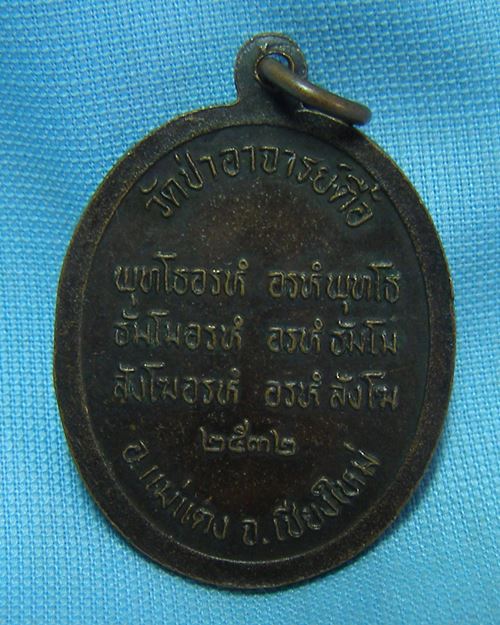 วัดป่าอาจารย์ตื้อ
พุทโธอรหํ อรหํพุทโธ
ธัมโมอรหํ อรหํธัมโม
สังโฆอรหํ อรหํสังโฆ
๒๕๓๒
อ.แม่แตง จ.เชียงใหม่